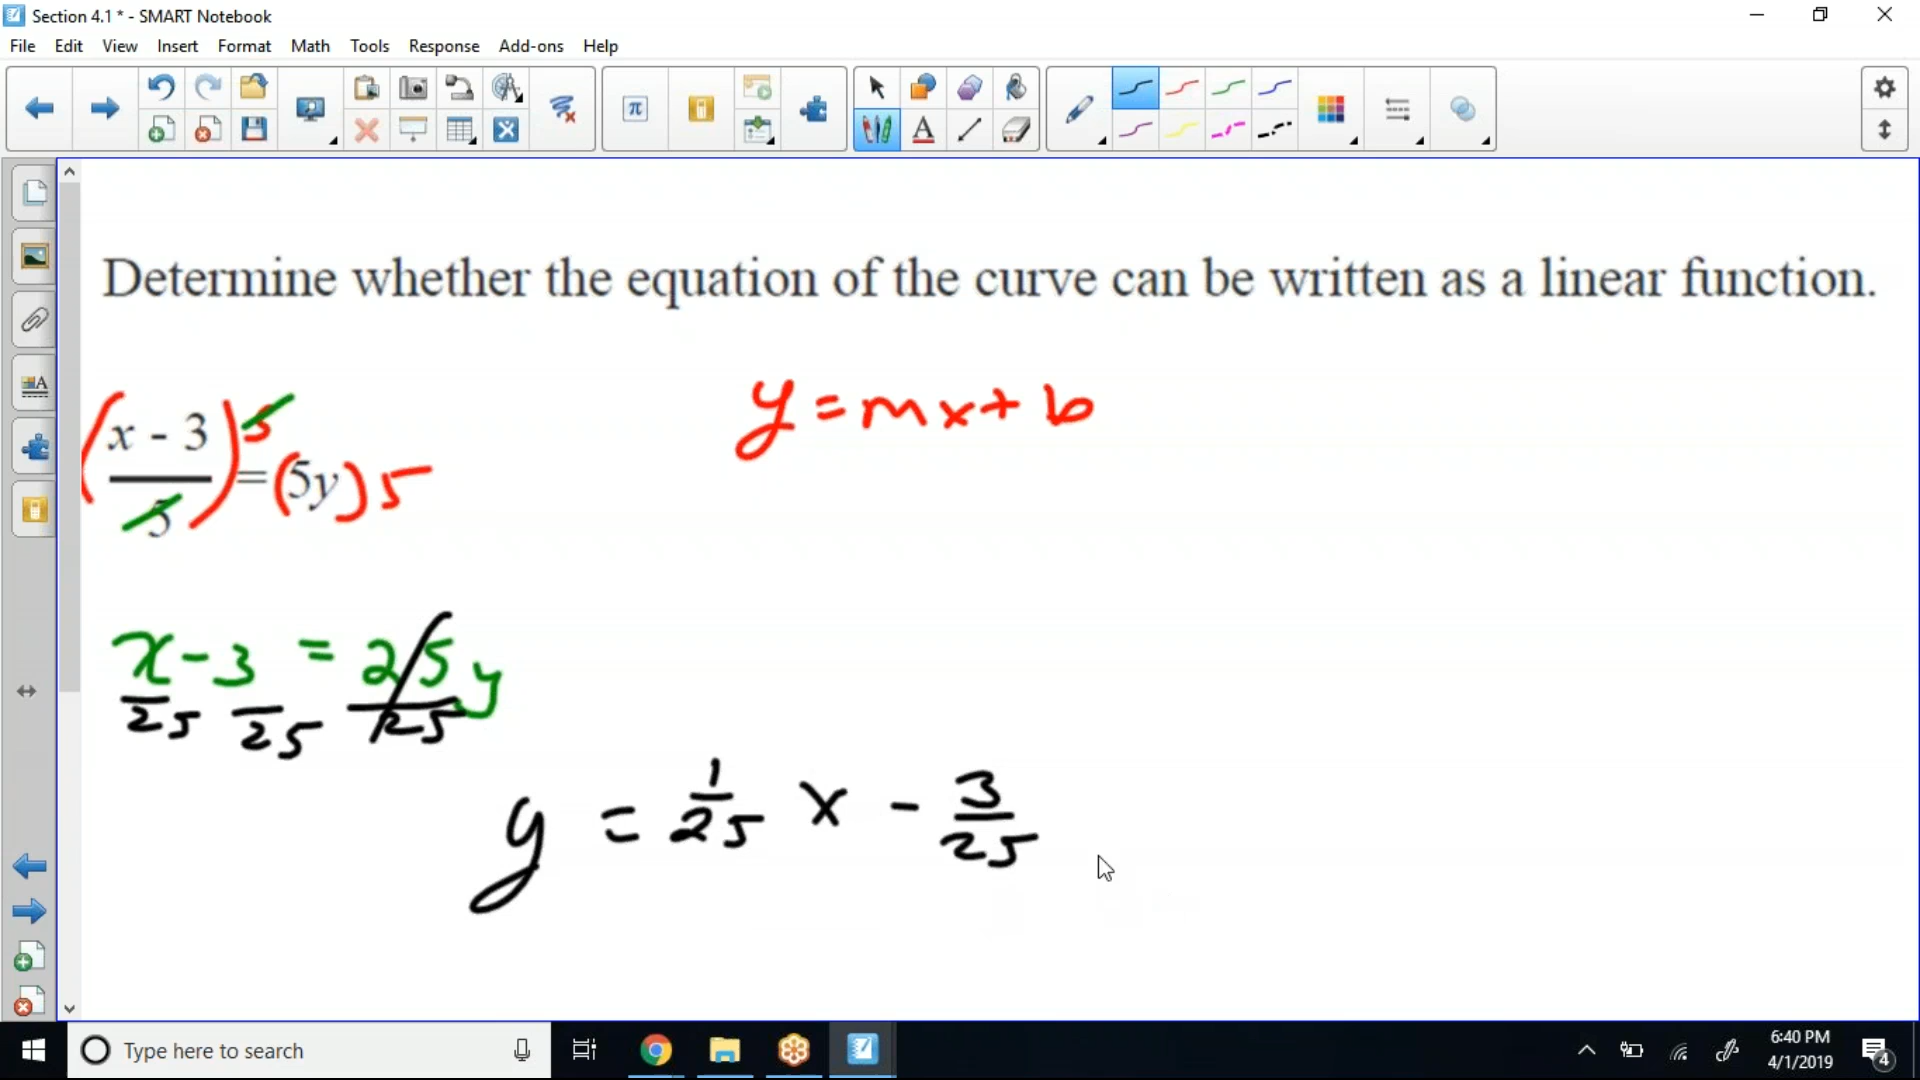 Section 4.1 * - SMART Notebook
File Edit View Insert Format Math Tools Response Add-ons Help
Determine whether the equation of the curve can be written as a linear function.
y = mx + b
(x - 3 / 5) 5 = (5y) 5
x - 3 = 25y
25 25 25
y = 1/25 x - 3/25
Type here to search
6:40 PM
4/1/2019
4